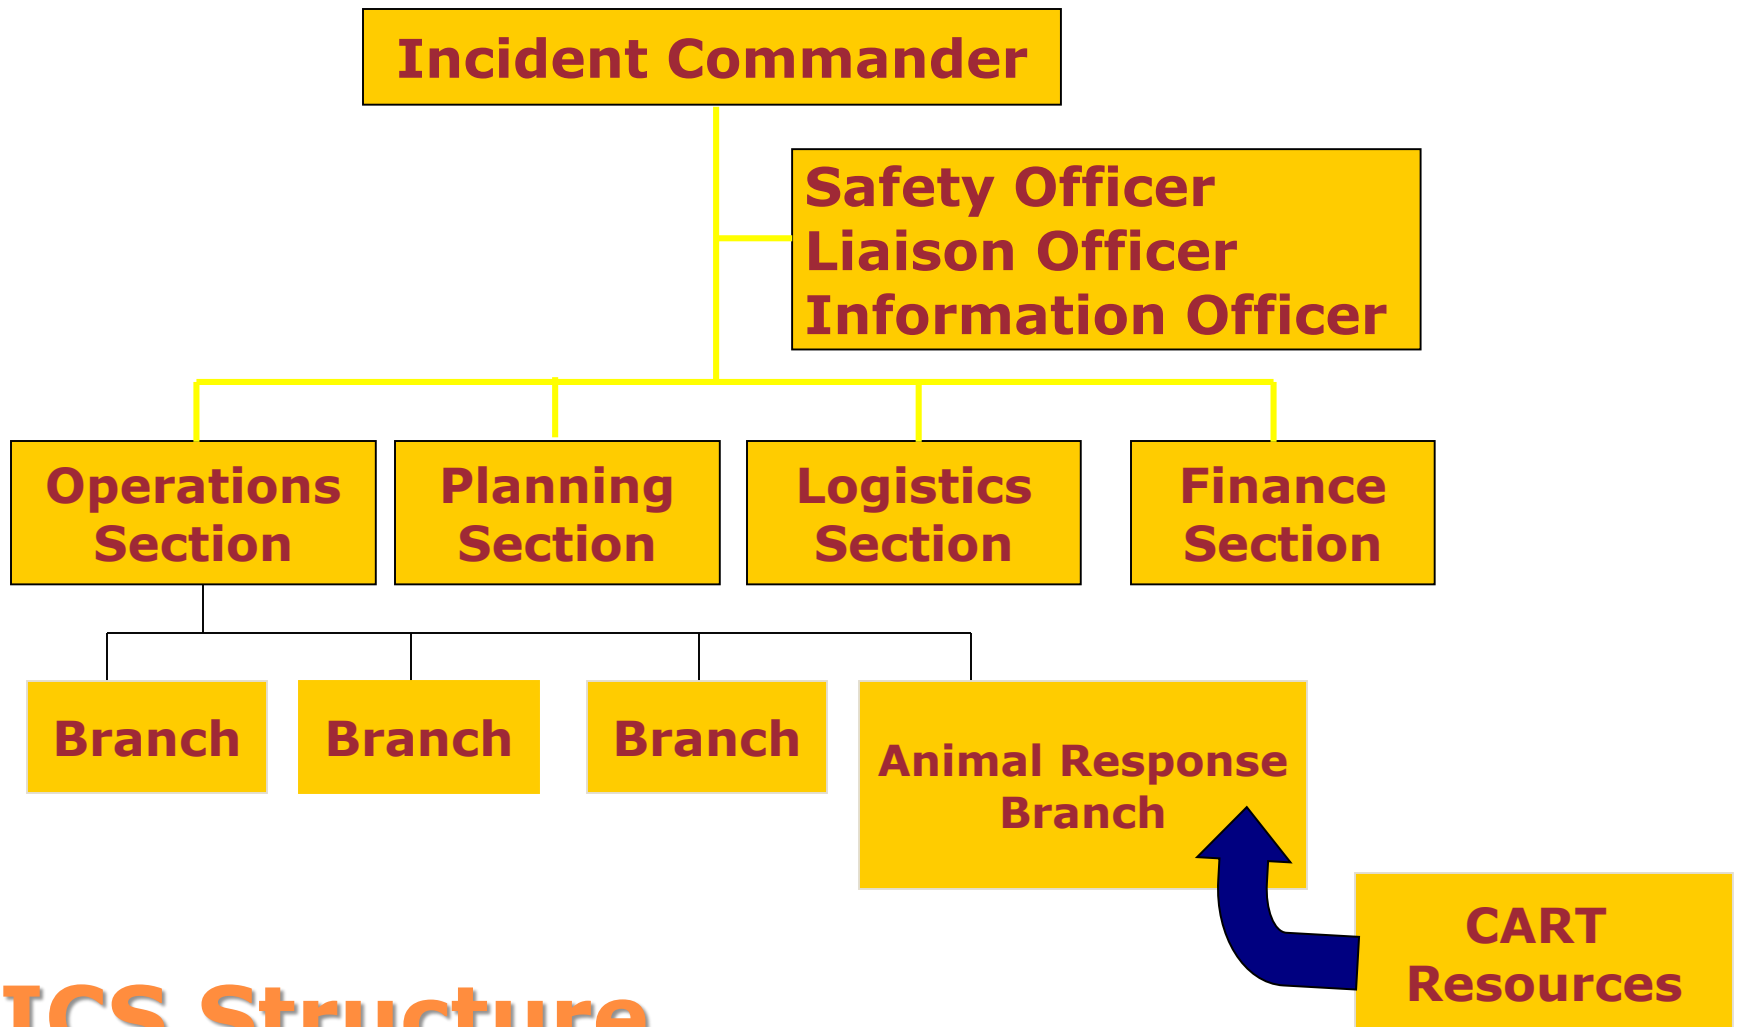 Incident Commander
Safety Officer
Liaison Officer
Information Officer
Operations
Section
Planning
Section
Logistics
Section
Finance
Section
Branch
Branch
Branch
Animal Response
Branch
CART
Resources
ICS Structure